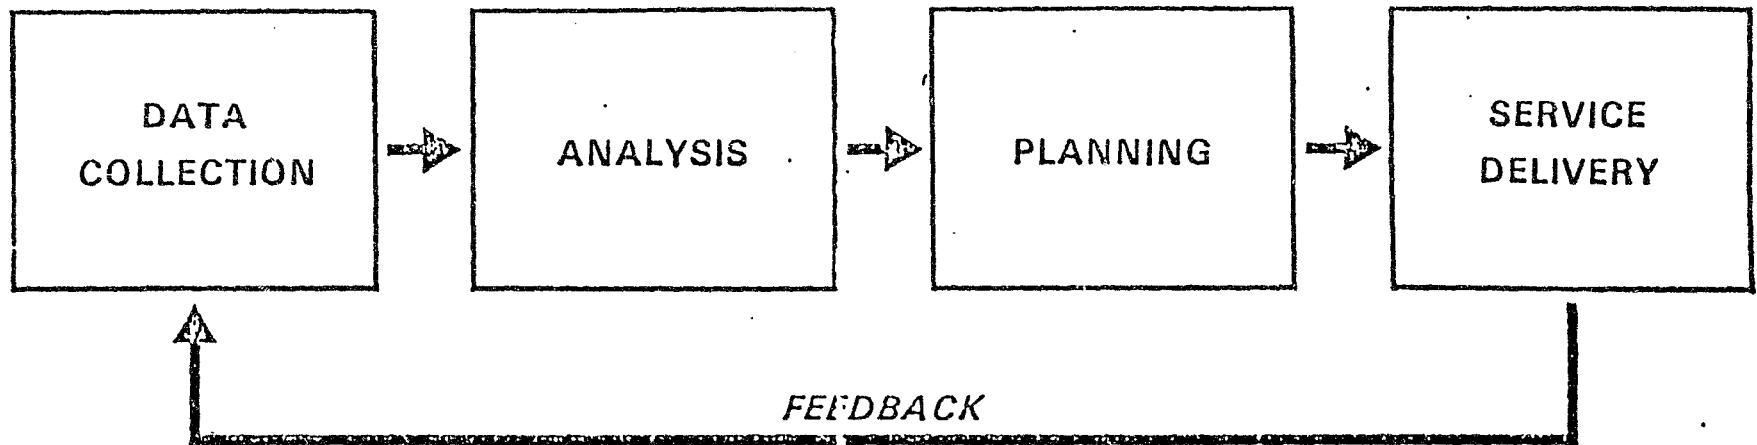 DATA
COLLECTION
ANALYSIS
PLANNING
SERVICE
DELIVERY
FEEDBACK